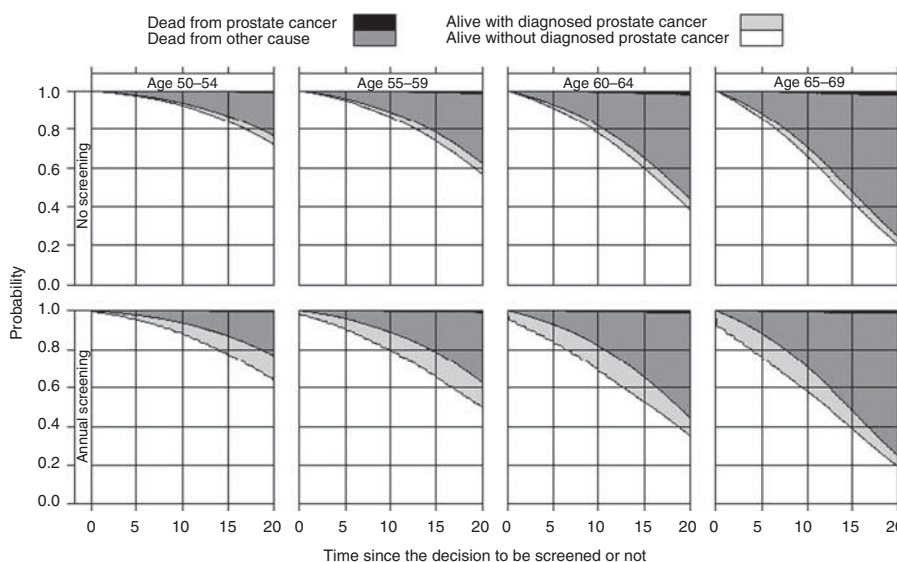 Dead from prostate cancer
Dead from other cause
Alive with diagnosed prostate cancer
Alive without diagnosed prostate cancer
Age 50–54
Age 55–59
Age 60–64
Age 65–69
1.0
0.8
0.6
0.4
0.2
0.0
No screening
Probability
1.0
0.8
0.6
0.4
0.2
0.0
Annual screening
0 5 10 15 20
0 5 10 15 20
0 5 10 15 20
0 5 10 15 20
Time since the decision to be screened or not